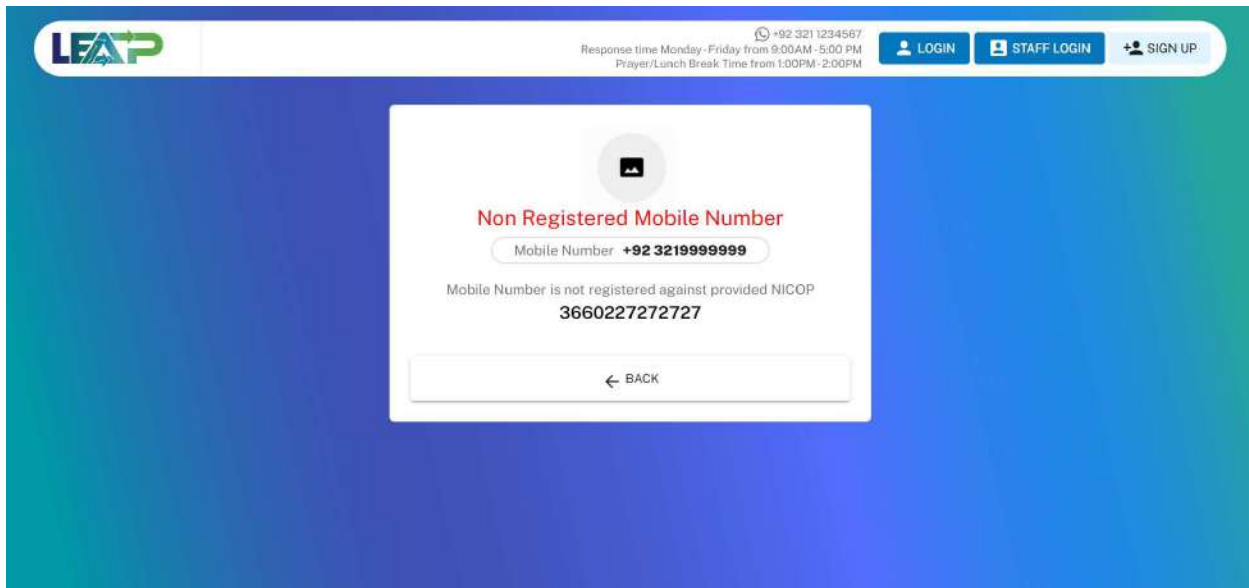 LEAP
+92 321 1234567
Response time Monday-Friday from 9:00AM-5:00 PM
Prayer/Lunch Break Time from 1:00PM-2:00PM
LOGIN
STAFF LOGIN
SIGN UP
Non Registered Mobile Number
Mobile Number +92 3219999999
Mobile Number is not registered against provided NICOP
3660227272727
← BACK